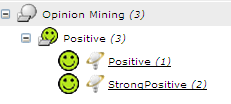 Opinion Mining (3)
Positive (3)
Positive (1)
StrongPositive (2)